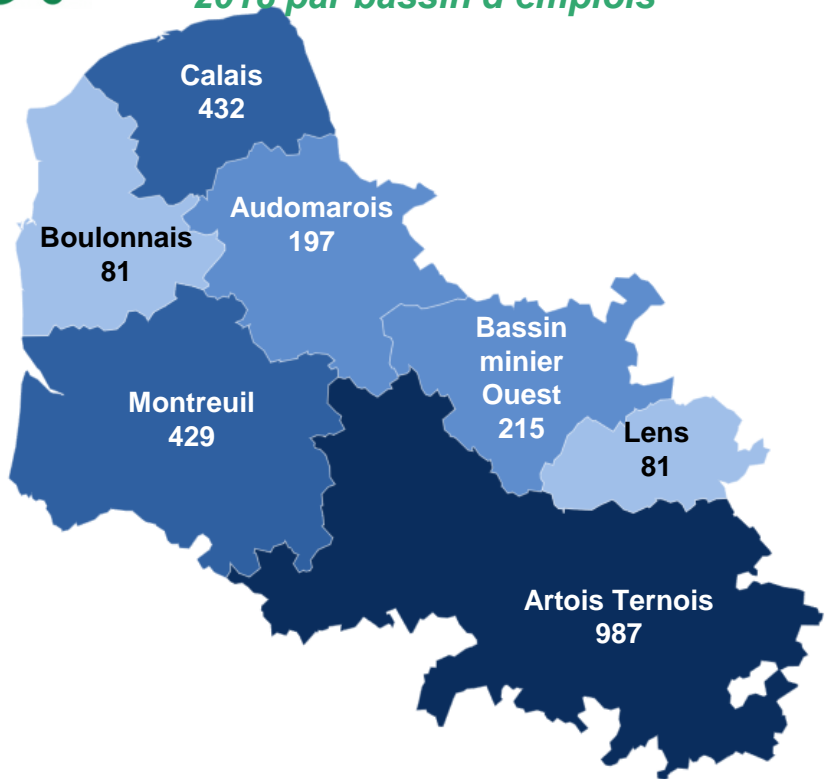 2016 par bassin d'emplois
Calais
432
Audomarois
197
Boulonnais
81
Bassin
minier
Ouest
215
Montreuil
429
Lens
81
Artois Ternois
987